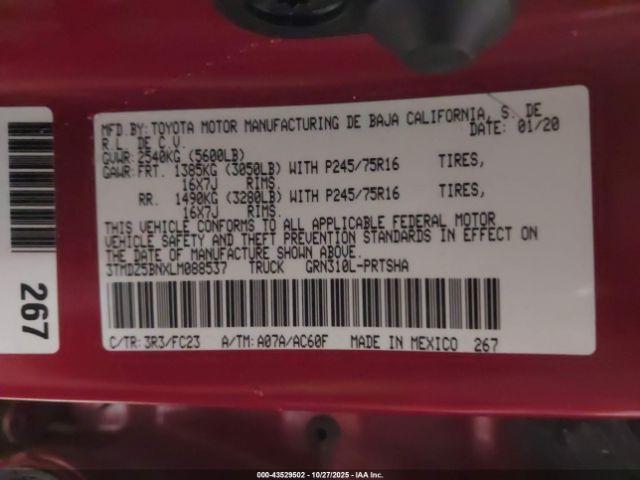 MFD.BY:TOYOTA MOTOR MANUFACTURING DE BAJA CALIFORNIA, S. DE
R.L. DE C.V. DATE: 01/20
GVWR: 2540KG (5600LB)
GAWR: FRT. 1385KG (3050LB) WITH P245/75R16 TIRES,
16X7J RIMS.
RR. 1490KG (3280LB) WITH P245/75R16 TIRES,
16X7J RIMS.
THIS VEHICLE CONFORMS TO ALL APPLICABLE FEDERAL MOTOR
VEHICLE SAFETY AND THEFT PREVENTION STANDARDS IN EFFECT ON
THE DATE OF MANUFACTURE SHOWN ABOVE.
3TMDZ5BNXLM088537 TRUCK GRN310L-PRTSHA
C/TR: 3R3/FC23 A/TM: A07A/AC60F MADE IN MEXICO 267
267
000-43529502 - 10/27/2025 - IAAI, Inc.